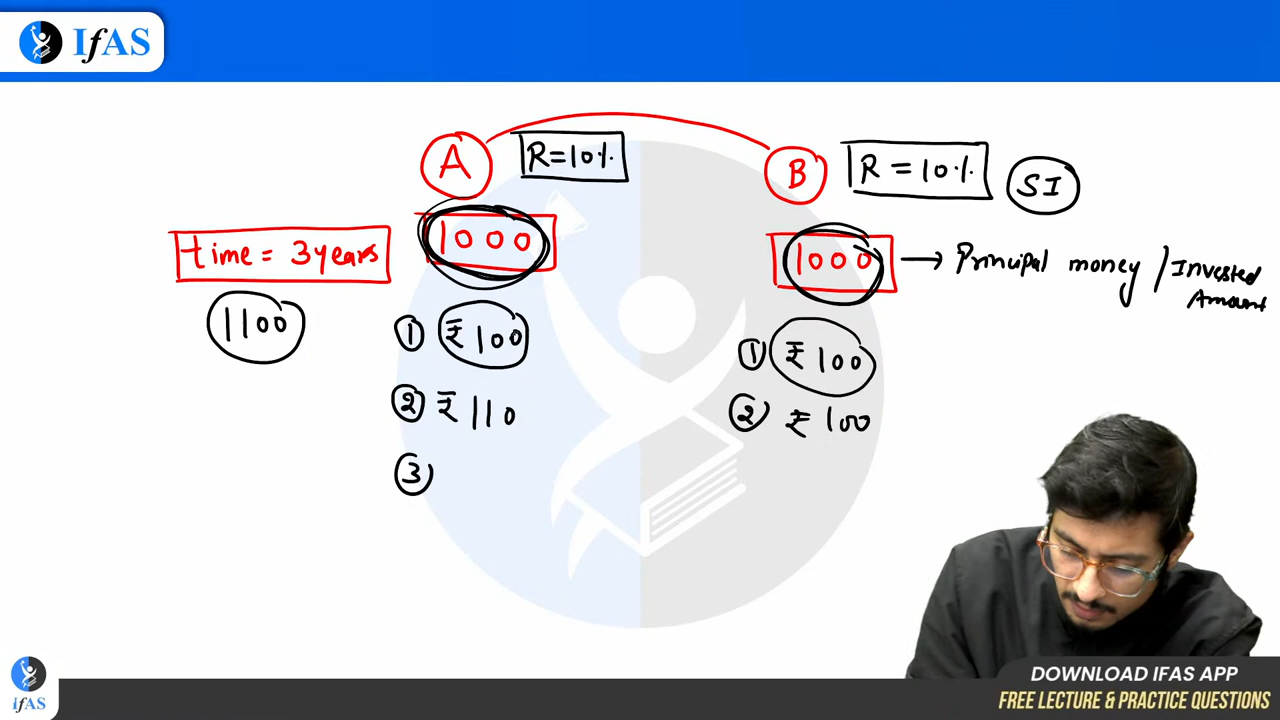 IfAS
A
R=10%
B
R = 10%
SI
time = 3years
1000
1000 → Principal money / Invested
Amount
1100
① ₹100
① ₹100
② ₹110
② ₹100
③
IfAS
DOWNLOAD IFAS APP
FREE LECTURE & PRACTICE QUESTIONS